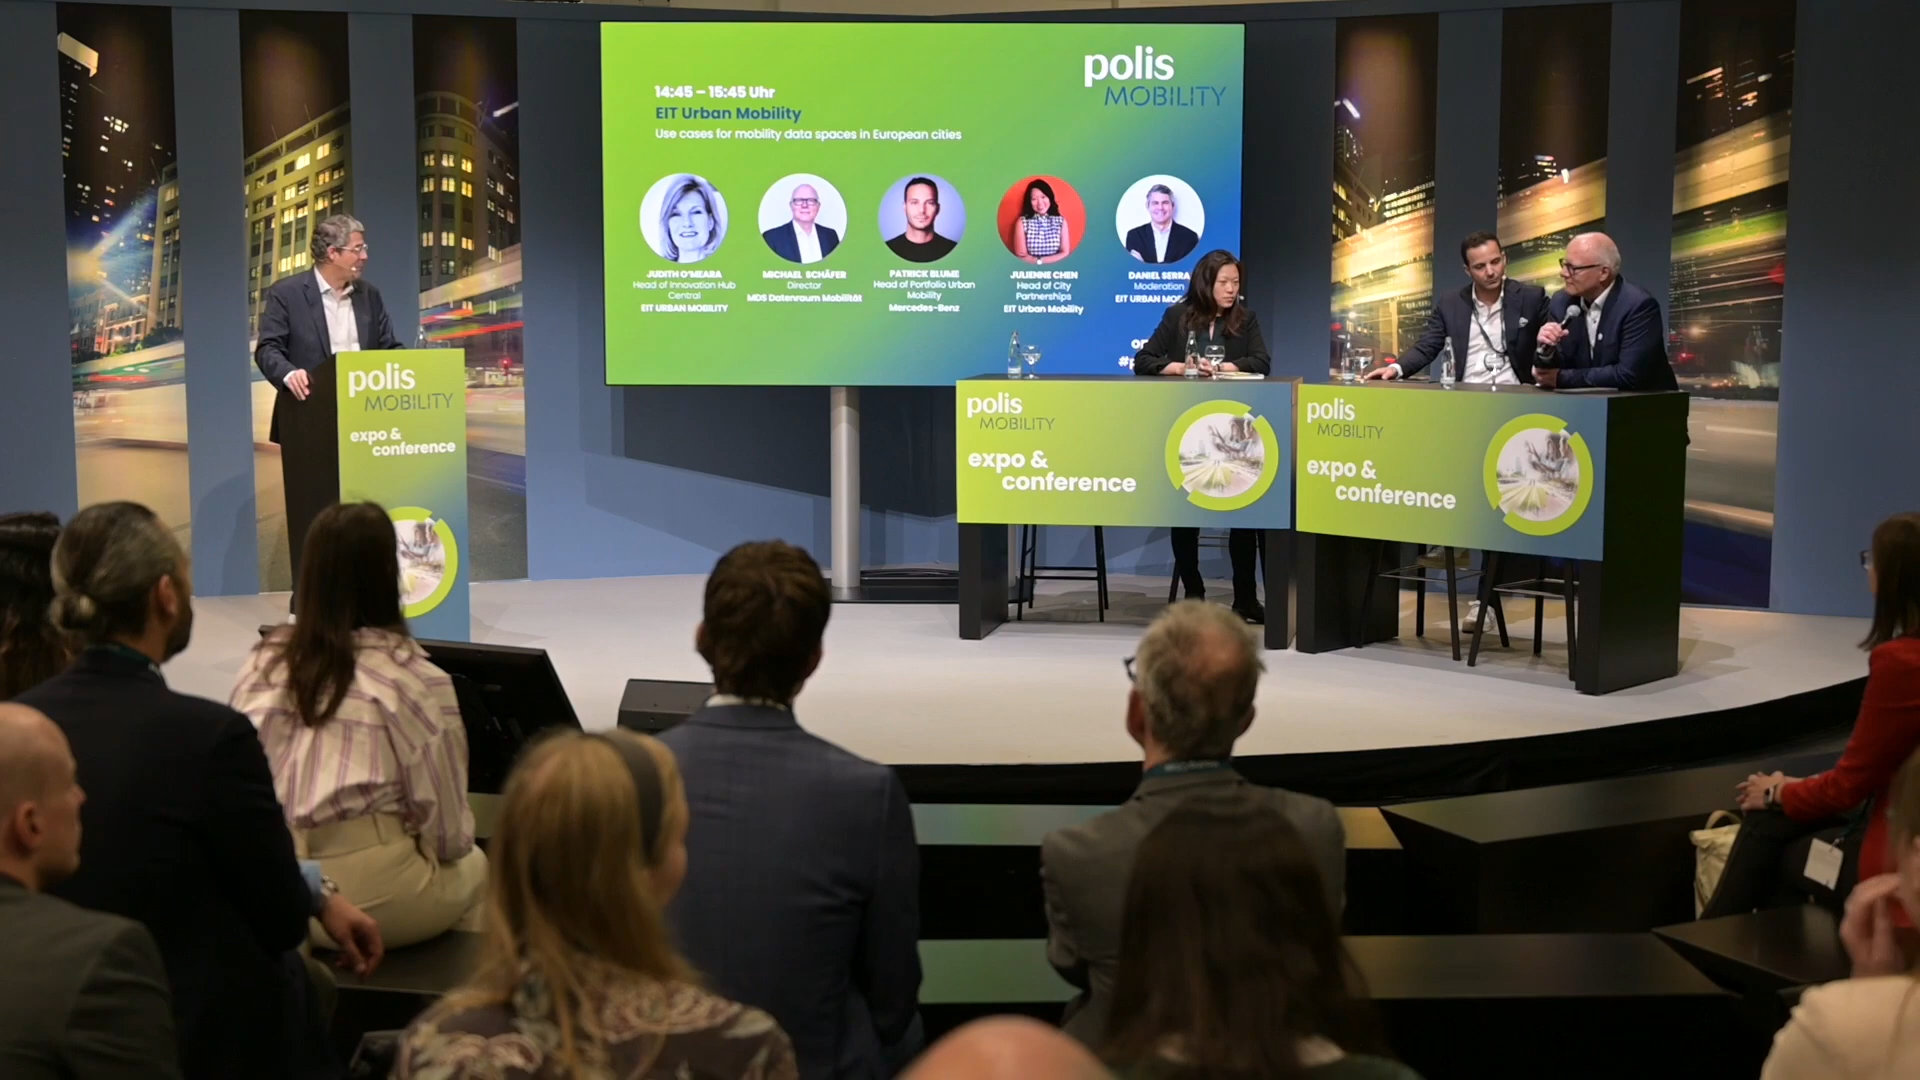 polis
MOBILITY
14:45 – 15:45 Uhr
EIT Urban Mobility
Use cases for mobility data spaces in European cities
JUDITH O'MEARA
Head of Innovation Hub
Central
EIT URBAN MOBILITY
MICHAEL SCHÄFER
Director
MDS Datenraum Mobilität
PATRICK BLUME
Head of Portfolio Urban
Mobility
Mercedes-Benz
JULIENNE CHEN
Head of City
Partnerships
EIT Urban Mobility
DANIEL SERRA
Moderation
EIT URBAN MO
polis
MOBILITY
expo &
conference
polis
MOBILITY
expo &
conference
polis
MOBILITY
expo &
conference